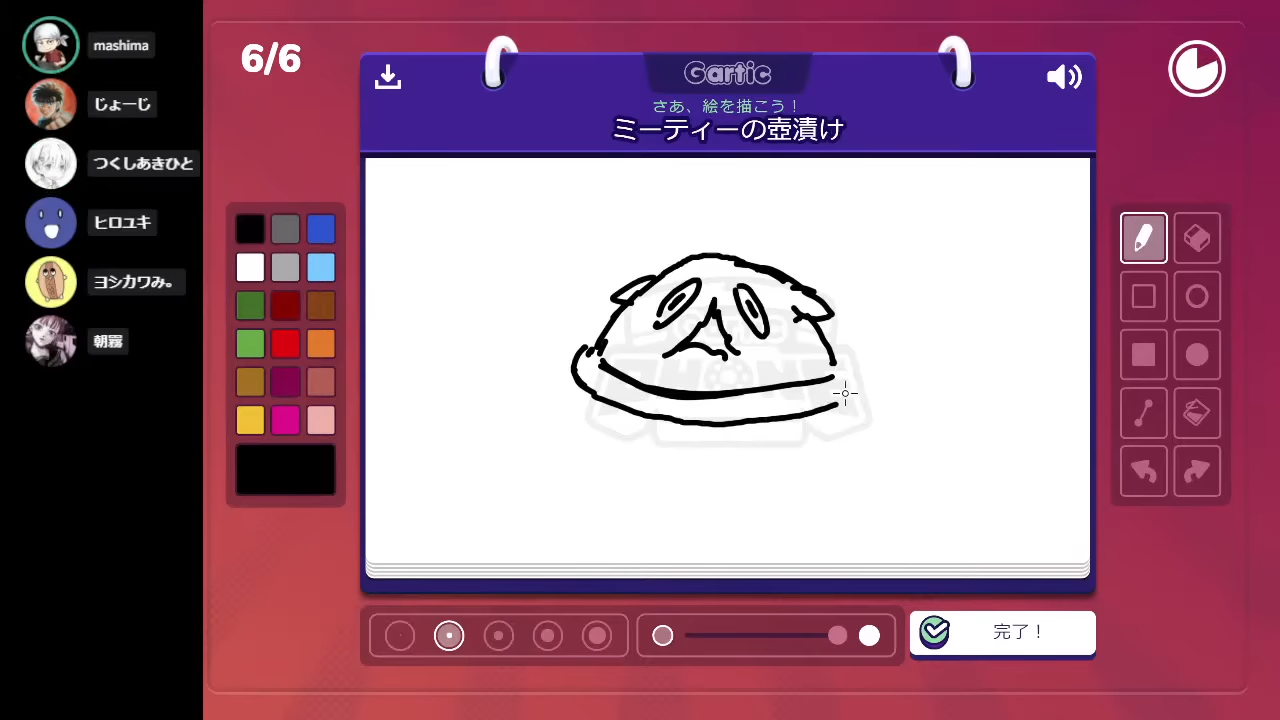 mashima
じょーじ
つくしあきひと
ヒロユキ
ヨシカワみ。
朝霧
6/6
Gartic
さあ、絵を描こう！
ミーティーの壺漬け
完了！